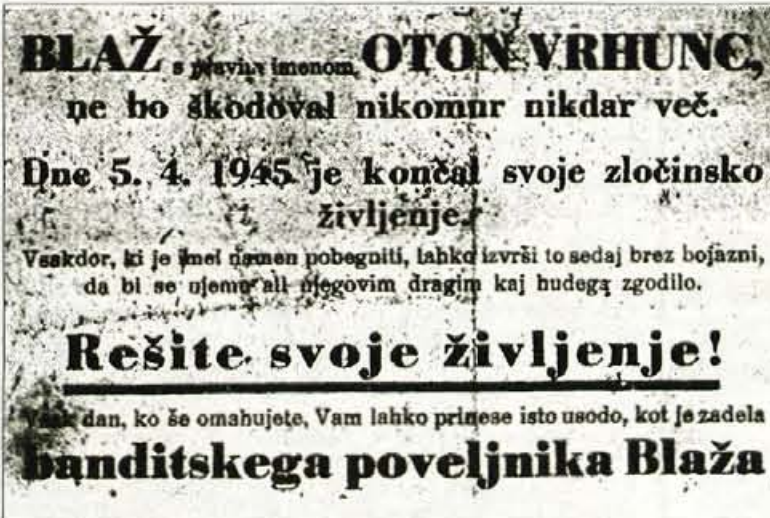 BLAŽ s pravim imenom OTON VRHUNC,
ne bo škodoval nikomur nikdar več.
Dne 5. 4. 1945 je končal svoje zločinsko
življenje.
Vsakdor, ki je imel namen pobegniti, lahko izvrši to sedaj brez bojazni,
da bi se njemu ali njegovim dragim kaj hudega zgodilo.
Rešite svoje življenje!
Vsak dan, ko še omahujete, Vam lahko prinese isto usodo, kot je zadela
banditskega poveljnika Blaža